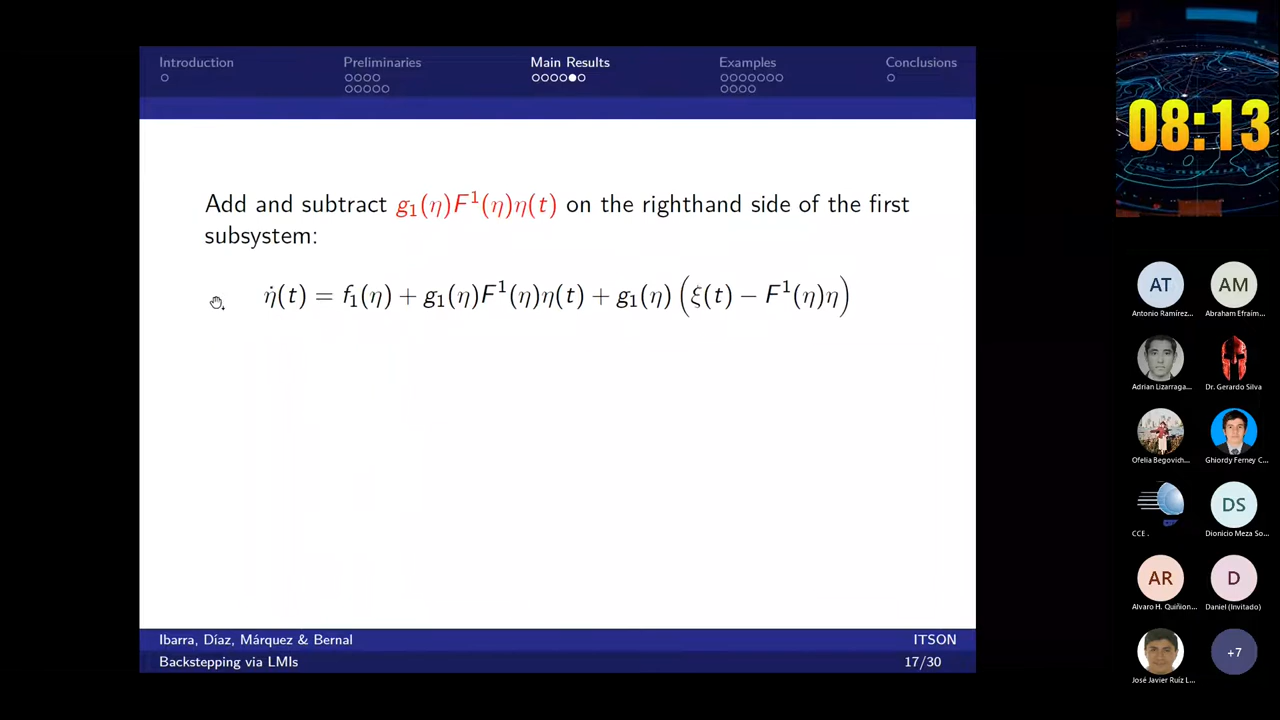 Introduction
Preliminaries
Main Results
Examples
Conclusions
Add and subtract g₁(η)F¹(η)η(t) on the righthand side of the first
subsystem:
η̇(t) = f₁(η) + g₁(η)F¹(η)η(t) + g₁(η) (ξ(t) − F¹(η)η)
Ibarra, Díaz, Márquez & Bernal
ITSON
Backstepping via LMIs
17/30
08:13
AT
AM
Antonio Ramírez...
Abraham Efraím...
Adrian Lizarraga...
Dr. Gerardo Silva
Ofelia Begovich...
Ghiordy Ferney C...
DS
CCE .
Dionicio Meza So...
AR
D
Alvaro H. Quiñon...
Daniel (Invitado)
+7
José Javier Ruíz L...